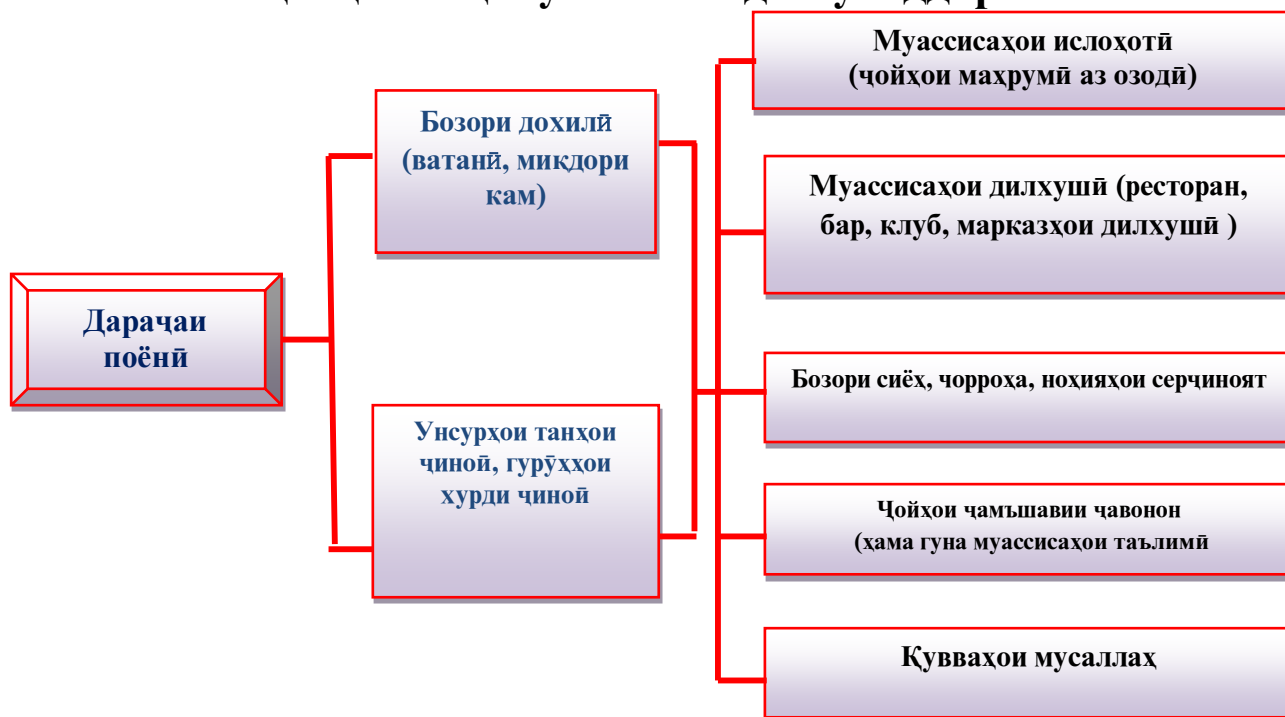 Муассисаҳои ислоҳотӣ
(ҷойҳои маҳрумӣ аз озодӣ)
Бозори дохилӣ
(ватанӣ, миқдори
кам)
Муассисаҳои дилхушӣ (ресторан,
бар, клуб, марказҳои дилхушӣ )
Дараҷаи
поёнӣ
Бозори сиёҳ, чорроҳа, ноҳияҳои серҷиноят
Унсурҳои танҳои
ҷиноӣ, гурӯҳҳои
хурди ҷиноӣ
Ҷойҳои ҷамъшавии ҷавонон
(ҳама гуна муассисаҳои таълимӣ
Қувваҳои мусаллаҳ